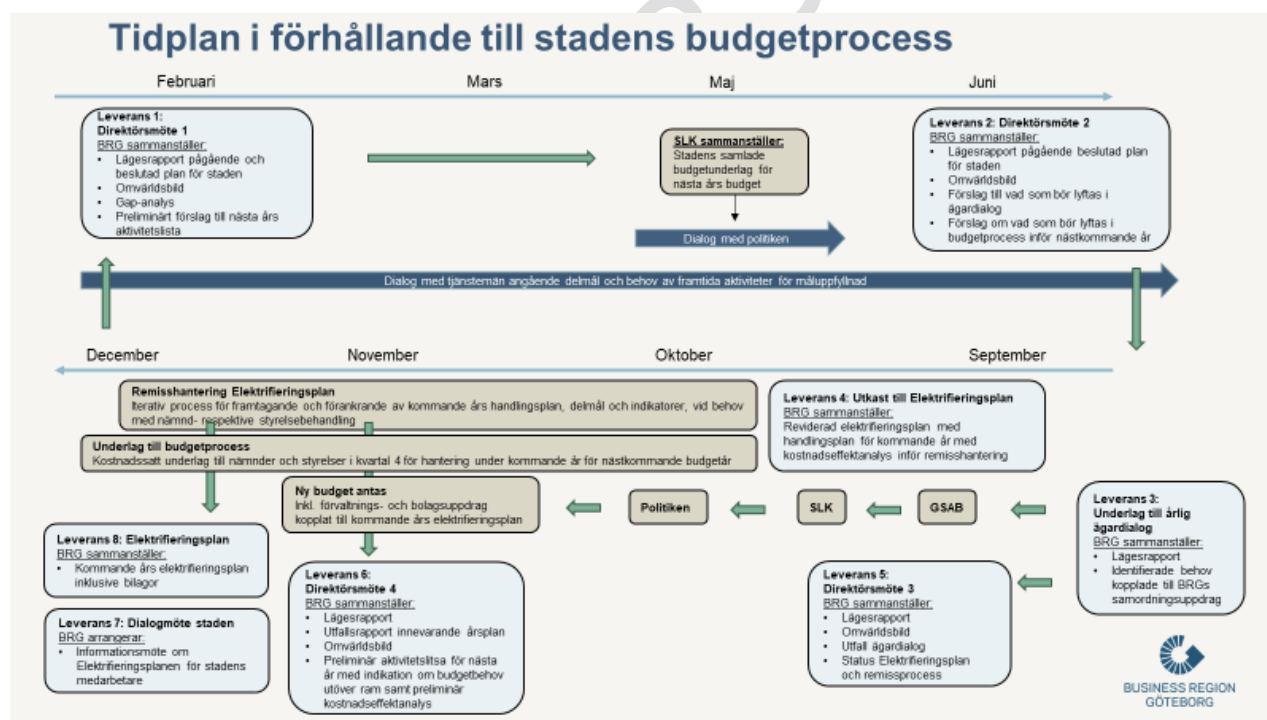 Tidplan i förhållande till stadens budgetprocess
Februari
Mars
Maj
Juni
Leverans 1:
Direktörsmöte 1
BRG sammanställer:
• Lägesrapport pågående och
beslutad plan för staden
• Omvärldsbild
• Gap-analys
• Preliminärt förslag till nästa års
aktivitetslista
SLK sammanställer:
Stadens samlade
budgetunderlag för
nästa års budget
Dialog med politiken
Leverans 2: Direktörsmöte 2
BRG sammanställer:
• Lägesrapport pågående beslutad plan
för staden
• Omvärldsbild
• Förslag till vad som bör lyftas i
ägardialog
• Förslag om vad som bör lyftas i
budgetprocess inför nästkommande år
Dialog med tjänstemän angående delmål och behov av framtida aktiviteter för måluppfyllnad
December
November
Oktober
September
Remisshantering Elektrifieringsplan
Iterativ process för framtagande och förankrande av kommande års handlingsplan, delmål och indikatorer, vid behov
med nämnd- respektive styrelsebehandling
Underlag till budgetprocess
Kostnadssatt underlag till nämnder och styrelser i kvartal 4 för hantering under kommande år för nästkommande budgetår
Leverans 4: Utkast till Elektrifieringsplan
BRG sammanställer:
Reviderad elektrifieringsplan med
handlingsplan för kommande år med
kostnadseffektanalys inför remisshantering
Ny budget antas
Inkl. förvaltnings- och bolagsuppdrag
kopplat till kommande års elektrifieringsplan
Politiken
SLK
GSAB
Leverans 3:
Underlag till årlig
ägardialog
BRG sammanställer:
• Lägesrapport
• Identifierade behov
kopplade till BRGs
samordningsuppdrag
Leverans 8: Elektrifieringsplan
BRG sammanställer:
• Kommande års elektrifieringsplan
inklusive bilagor
Leverans 7: Dialogmöte staden
BRG arrangerar:
• Informationsmöte om
Elektrifieringsplanen för stadens
medarbetare
Leverans 6:
Direktörsmöte 4
BRG sammanställer:
• Lägesrapport
• Utfallsrapport innevarande årsplan
• Omvärldsbild
• Preliminär aktivitetslitsa för nästa
år med indikation om budgetbehov
utöver ram samt preliminär
kostnadseffektanalys
Leverans 5:
Direktörsmöte 3
BRG sammanställer:
• Lägesrapport
• Omvärldsbild
• Utfall ägardialog
• Status Elektrifieringsplan
och remissprocess
BUSINESS REGION
GÖTEBORG